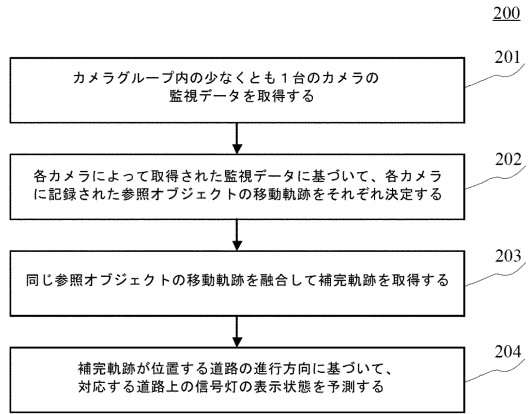 200
201
カメラグループ内の少なくとも1台のカメラの
監視データを取得する
202
各カメラによって取得された監視データに基づいて、各カメラ
に記録された参照オブジェクトの移動軌跡をそれぞれ決定する
203
同じ参照オブジェクトの移動軌跡を融合して補完軌跡を取得する
204
補完軌跡が位置する道路の進行方向に基づいて、
対応する道路上の信号灯の表示状態を予測する